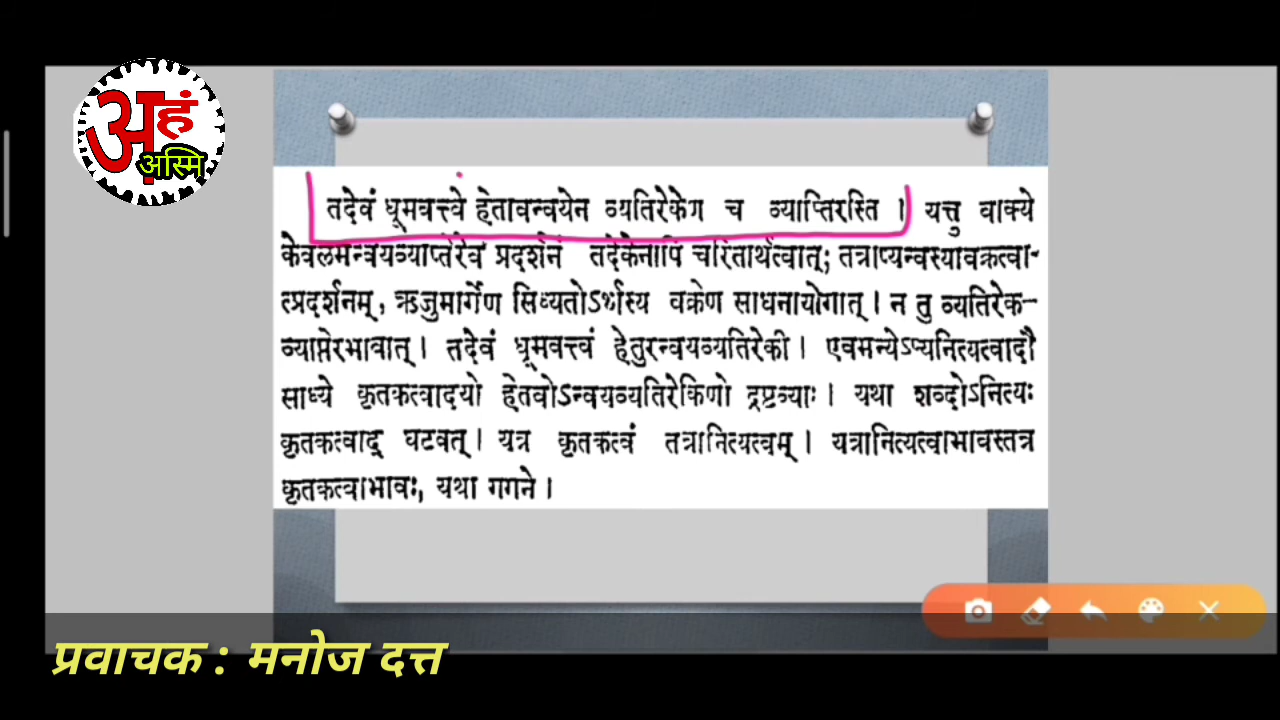 अहं
अस्मि
तदेवं धूमवत्त्वे हेतावन्वयेन व्यतिरेकेण च व्याप्तिरस्ति । यत्तु वाक्ये
केवलमन्वयव्याप्तेरेव प्रदर्शनं तदेकेनापि चरितार्थत्वात्; तत्राप्यन्वस्यावक्रत्वा-
त्प्रदर्शनम्, ऋजुमार्गेण सिध्यतोऽर्थस्य वक्रेण साधनायोगात् । न तु व्यतिरेक-
व्याप्तेरभावात् । तदेवं धूमवत्त्वं हेतुरन्वयव्यतिरेकी । एवमन्येऽप्यनित्यत्वादौ
साध्ये कृतकत्वादयो हेतवोऽन्वयव्यतिरेकिणो द्रष्टव्याः । यथा शब्दोऽनित्यः
कृतकत्वाद् घटवत् । यत्र कृतकत्वं तत्रानित्यत्वम् । यत्रानित्यत्वाभावस्तत्र
कृतकत्वाभावः, यथा गगने ।
प्रवाचक : मनोज दत्त